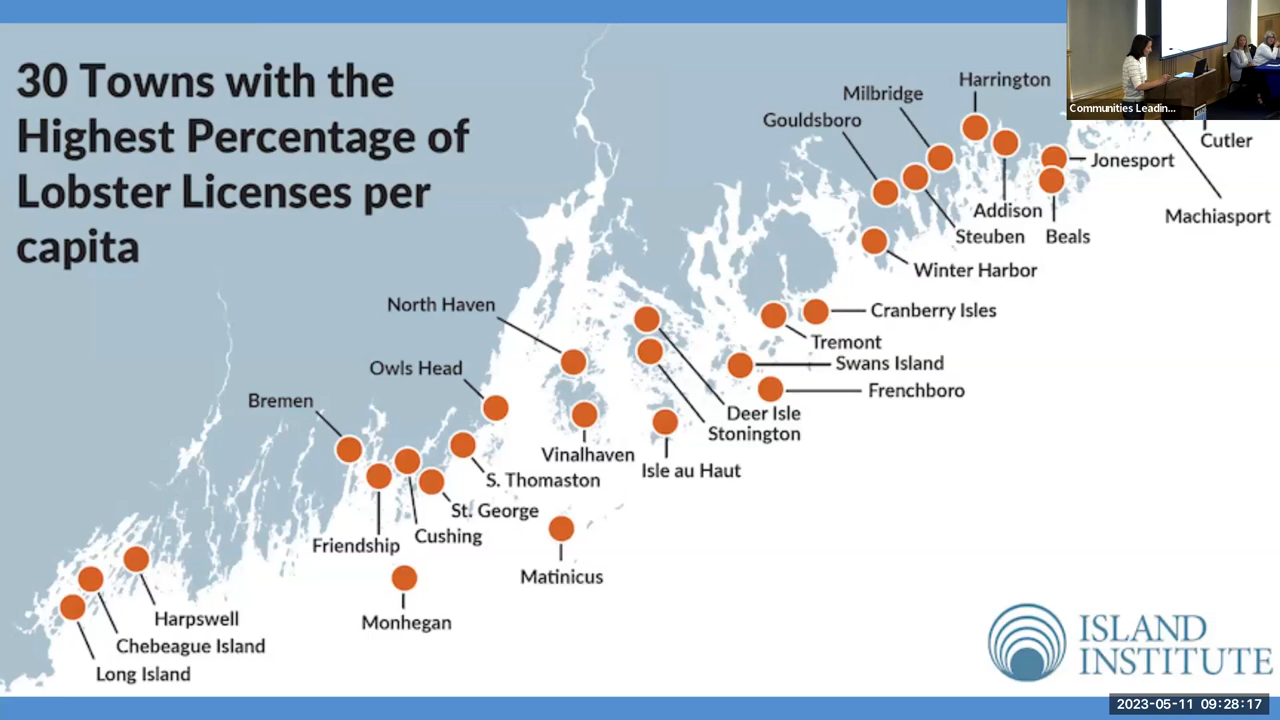 30 Towns with the
Highest Percentage of
Lobster Licenses per
capita
Communities Leadin...
Harrington
Milbridge
Gouldsboro
Cutler
Jonesport
Machiasport
Addison
Steuben
Beals
Winter Harbor
North Haven
Cranberry Isles
Tremont
Swans Island
Owls Head
Frenchboro
Bremen
Deer Isle
Stonington
Vinalhaven
Isle au Haut
S. Thomaston
St. George
Cushing
Friendship
Matinicus
Monhegan
Harpswell
Chebeague Island
Long Island
ISLAND
INSTITUTE
2023-05-11 09:28:17